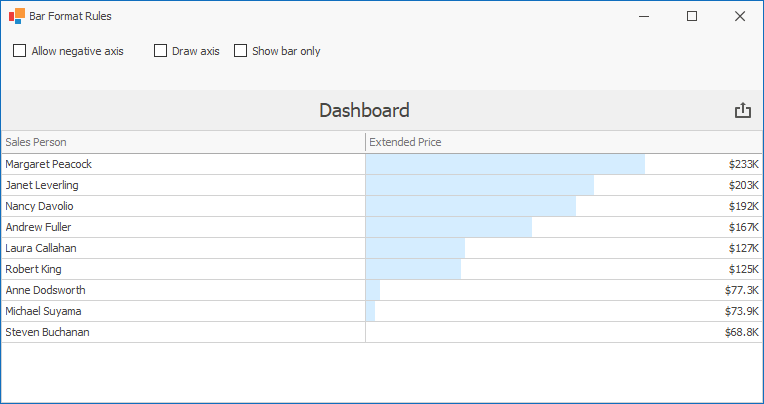 Bar Format Rules
Allow negative axis Draw axis Show bar only
Dashboard
Sales Person Extended Price
Margaret Peacock $233K
Janet Leverling $203K
Nancy Davolio $192K
Andrew Fuller $167K
Laura Callahan $127K
Robert King $125K
Anne Dodsworth $77.3K
Michael Suyama $73.9K
Steven Buchanan $68.8K